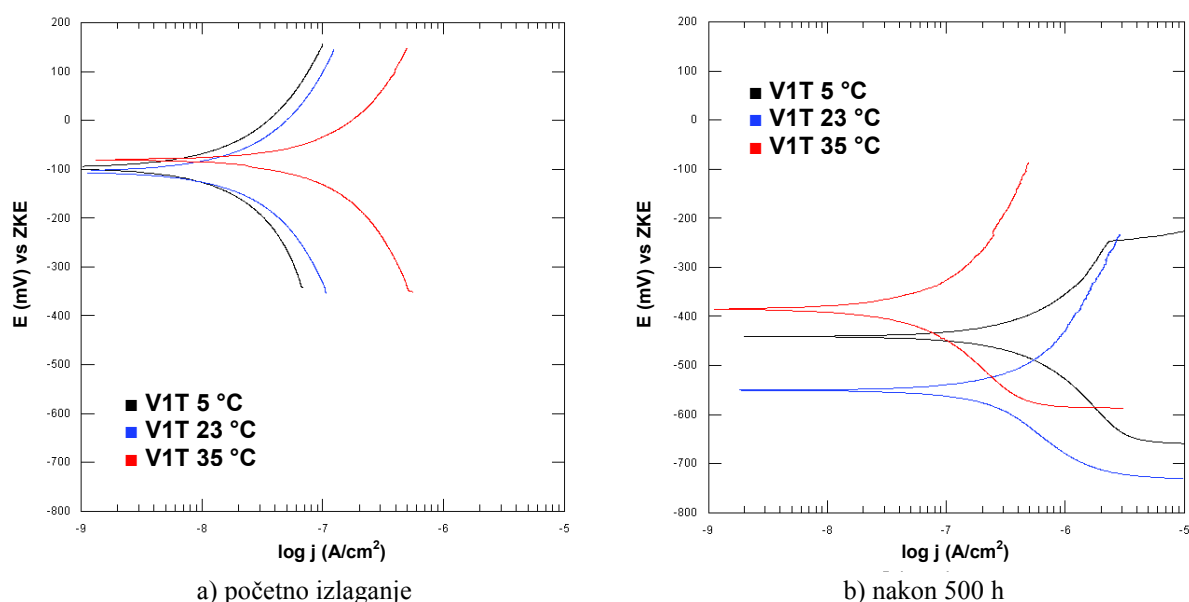 200
100
0
-100
-200
-300
-400
-500
-600
-700
-800
E (mV) vs ZKE
V1T 5 °C
V1T 23 °C
V1T 35 °C
-9 -8 -7 -6 -5
log j (A/cm²)
a) početno izlaganje
200
100
0
-100
-200
-300
-400
-500
-600
-700
-800
E (mV) vs ZKE
V1T 5 °C
V1T 23 °C
V1T 35 °C
-9 -8 -7 -6 -5
log j (A/cm²)
b) nakon 500 h